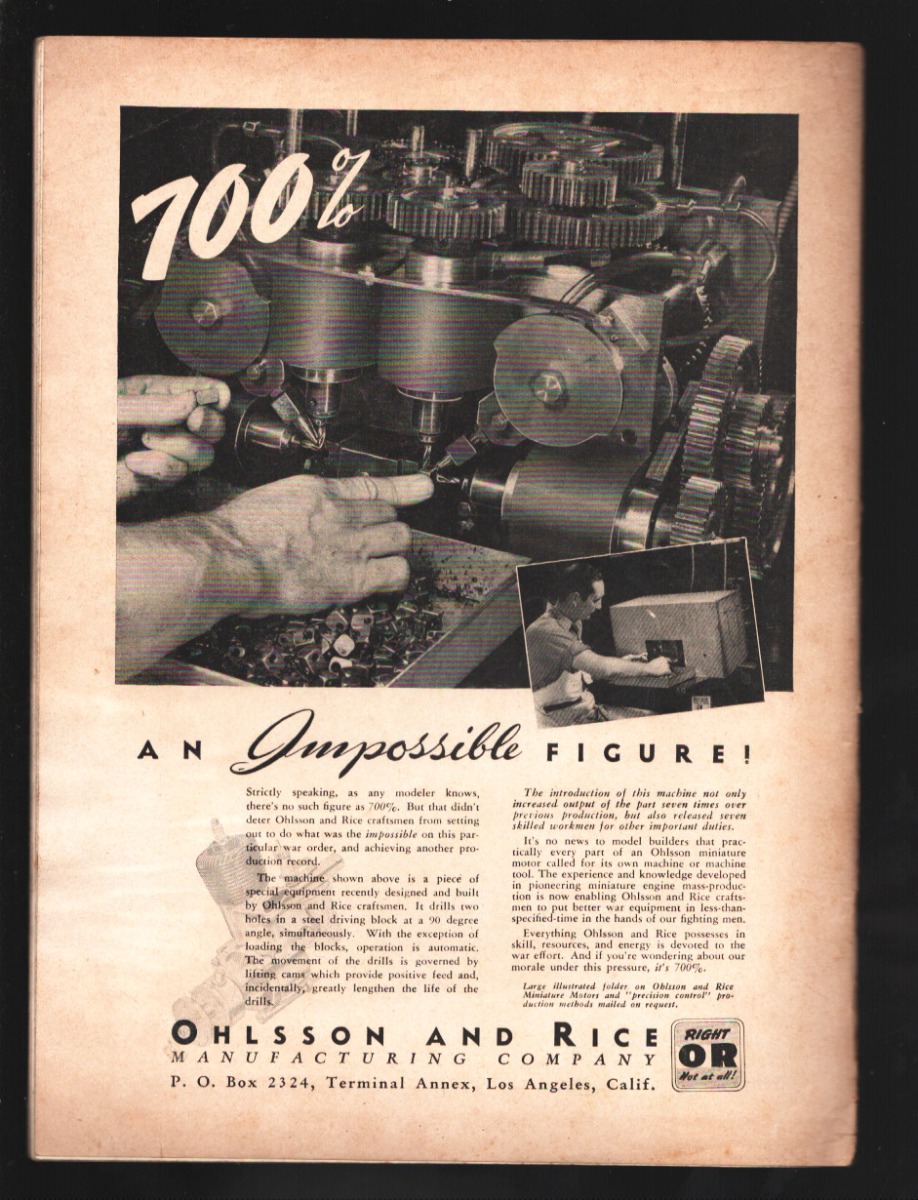 700%
AN Impossible FIGURE!
Strictly speaking, as any modeler knows,
there's no such figure as 700%. But that didn't
deter Ohlsson and Rice craftsmen from setting
out to do what was the impossible on this par-
ticular war order, and achieving another pro-
duction record.
The machine shown above is a piece of
special equipment recently designed and built
by Ohlsson and Rice craftsmen. It drills two
holes in a steel driving block at a 90 degree
angle, simultaneously. With the exception of
loading the blocks, operation is automatic.
The movement of the drills is governed by
lifting cams which provide positive feed and,
incidentally, greatly lengthen the life of the
drills.
The introduction of this machine not only
increased output of the part seven times over
previous production, but also released seven
skilled workmen for other important duties.
It's no news to model builders that prac-
tically every part of an Ohlsson miniature
motor called for its own machine or machine
tool. The experience and knowledge developed
in pioneering miniature engine mass-produc-
tion is now enabling Ohlsson and Rice crafts-
men to put better war equipment in less-than-
specified-time in the hands of our fighting men.
Everything Ohlsson and Rice possesses in
skill, resources, and energy is devoted to the
war effort. And if you're wondering about our
morale under this pressure, it's 700%.
Large illustrated folder on Ohlsson and Rice
Miniature Motors and "precision control" pro-
duction methods mailed on request.
OHLSSON AND RICE
MANUFACTURING COMPANY
P. O. Box 2324, Terminal Annex, Los Angeles, Calif.
RIGHT
OR
Not at all!